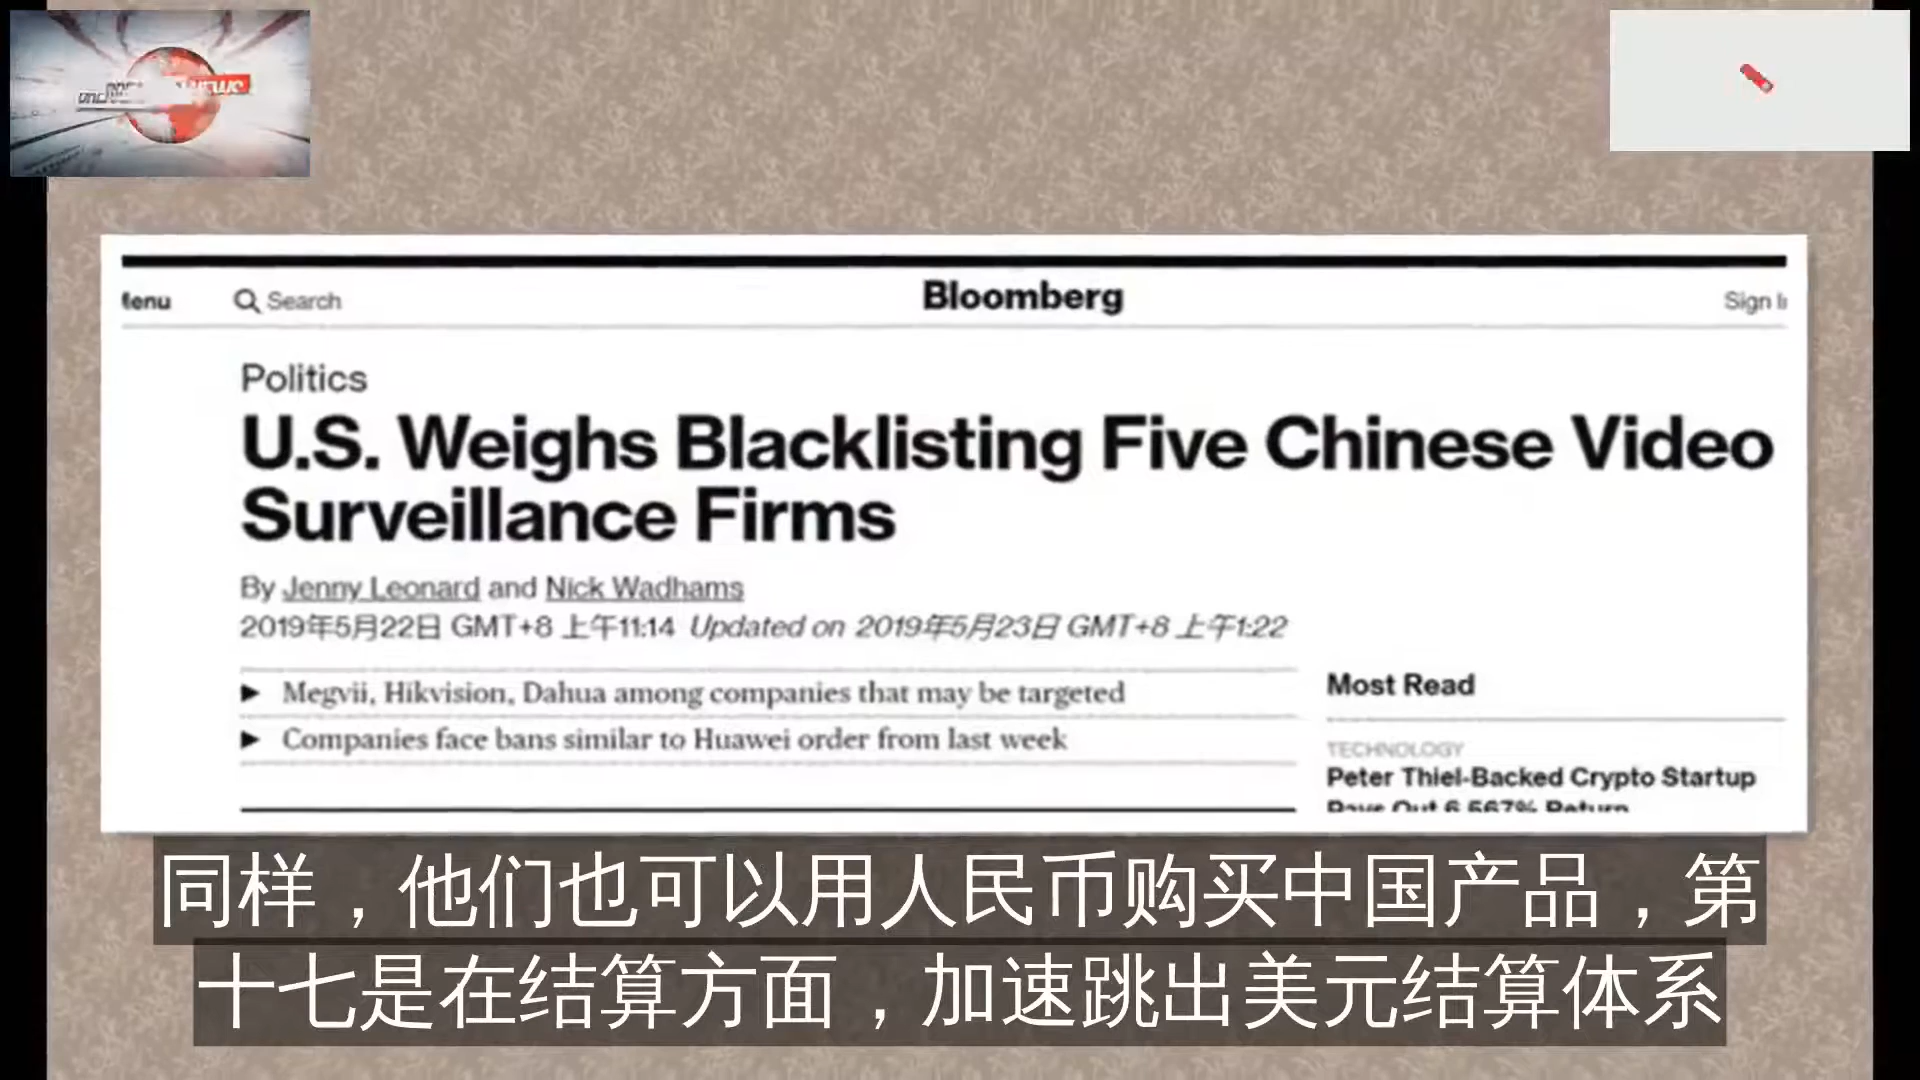 NEWS
Menu
Search
Bloomberg
Sign I
Politics
U.S. Weighs Blacklisting Five Chinese Video
Surveillance Firms
By Jenny Leonard and Nick Wadhams
2019年5月22日 GMT+8 上午11:14 Updated on 2019年5月23日 GMT+8 上午1:22
▶ Megvii, Hikvision, Dahua among companies that may be targeted
▶ Companies face bans similar to Huawei order from last week
Most Read
TECHNOLOGY
Peter Thiel-Backed Crypto Startup
Pays Out 6,567% Return
同样，他们也可以用人民币购买中国产品，第
十七是在结算方面，加速跳出美元结算体系